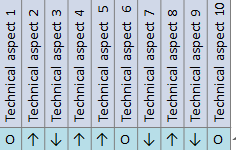 Technical aspect 1
Technical aspect 2
Technical aspect 3
Technical aspect 4
Technical aspect 5
Technical aspect 6
Technical aspect 7
Technical aspect 8
Technical aspect 9
Technical aspect 10
O ↑ ↓ ↑ ↑ O ↓ ↑ ↓ O